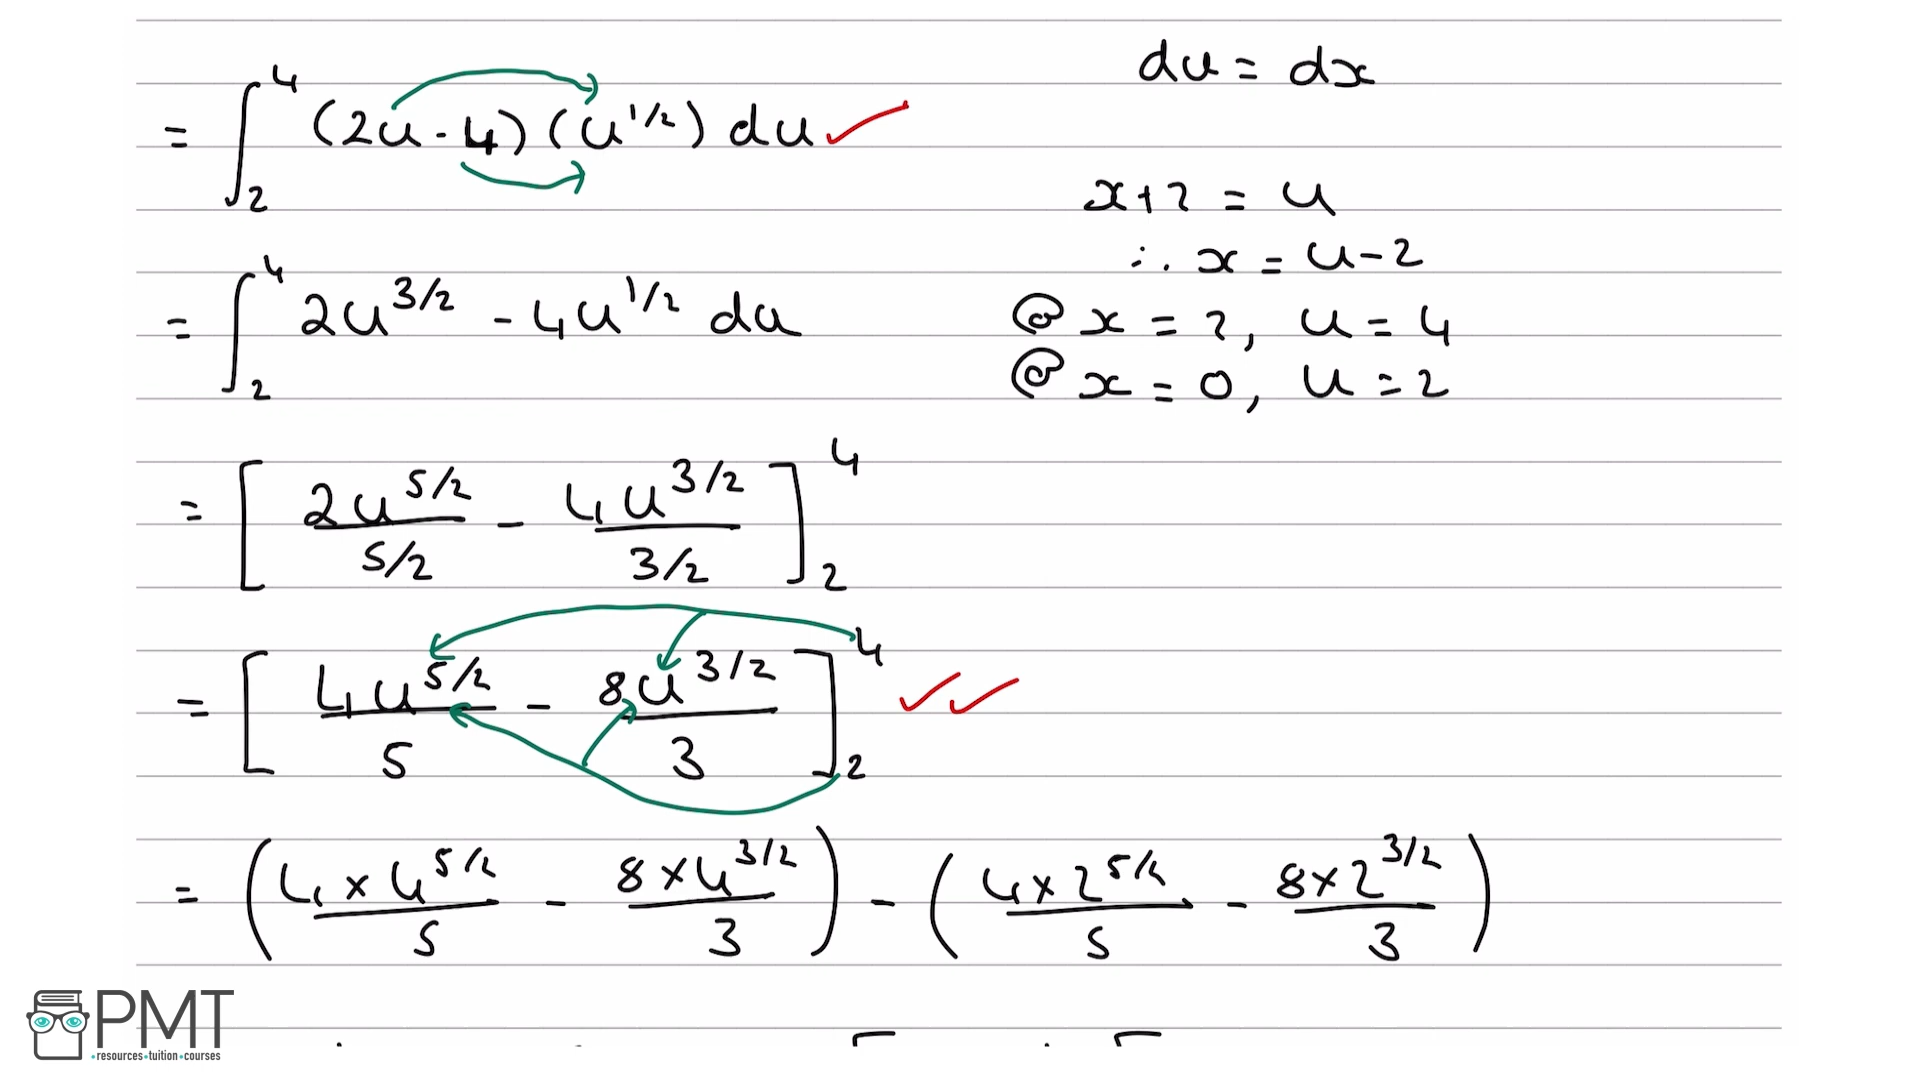 du = dx
= ∫₂⁴ (2u - 4)(u^1/2) du ✓
x+2 = u
∴ x = u-2
@ x = 2, u = 4
@ x = 0, u = 2
= ∫₂⁴ 2u^3/2 - 4u^1/2 du
= [ 2u^5/2 / 5/2 - 4u^3/2 / 3/2 ]₂⁴
= [ 4u^5/2 / 5 - 8u^3/2 / 3 ]₂⁴ ✓✓
= ( 4×4^5/2 / 5 - 8×4^3/2 / 3 ) - ( 4×2^5/2 / 5 - 8×2^3/2 / 3 )
PMT
•resources•tuition•courses